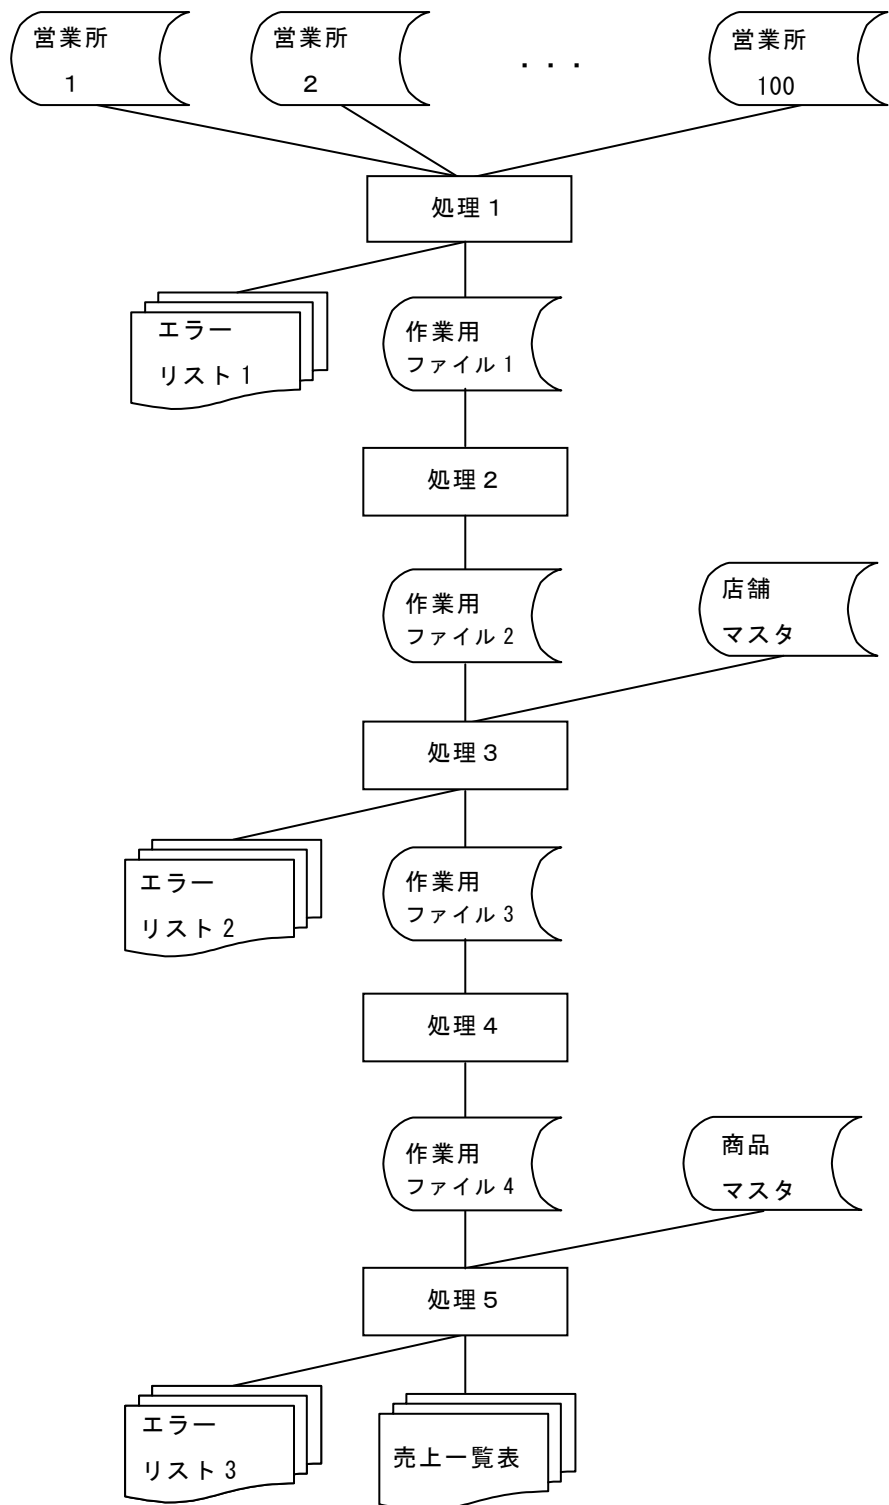 営業所
1
営業所
2
・・・
営業所
100
処理1
エラー
リスト1
作業用
ファイル1
処理2
作業用
ファイル2
店舗
マスタ
処理3
エラー
リスト2
作業用
ファイル3
処理4
作業用
ファイル4
商品
マスタ
処理5
エラー
リスト3
売上一覧表